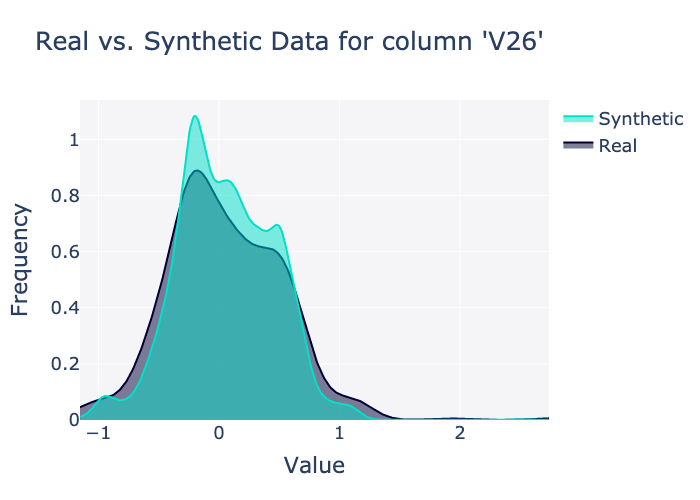 Real vs. Synthetic Data for column 'V26'
Synthetic
Real
1
0.8
0.6
0.4
0.2
0
−1
0
1
2
Frequency
Value